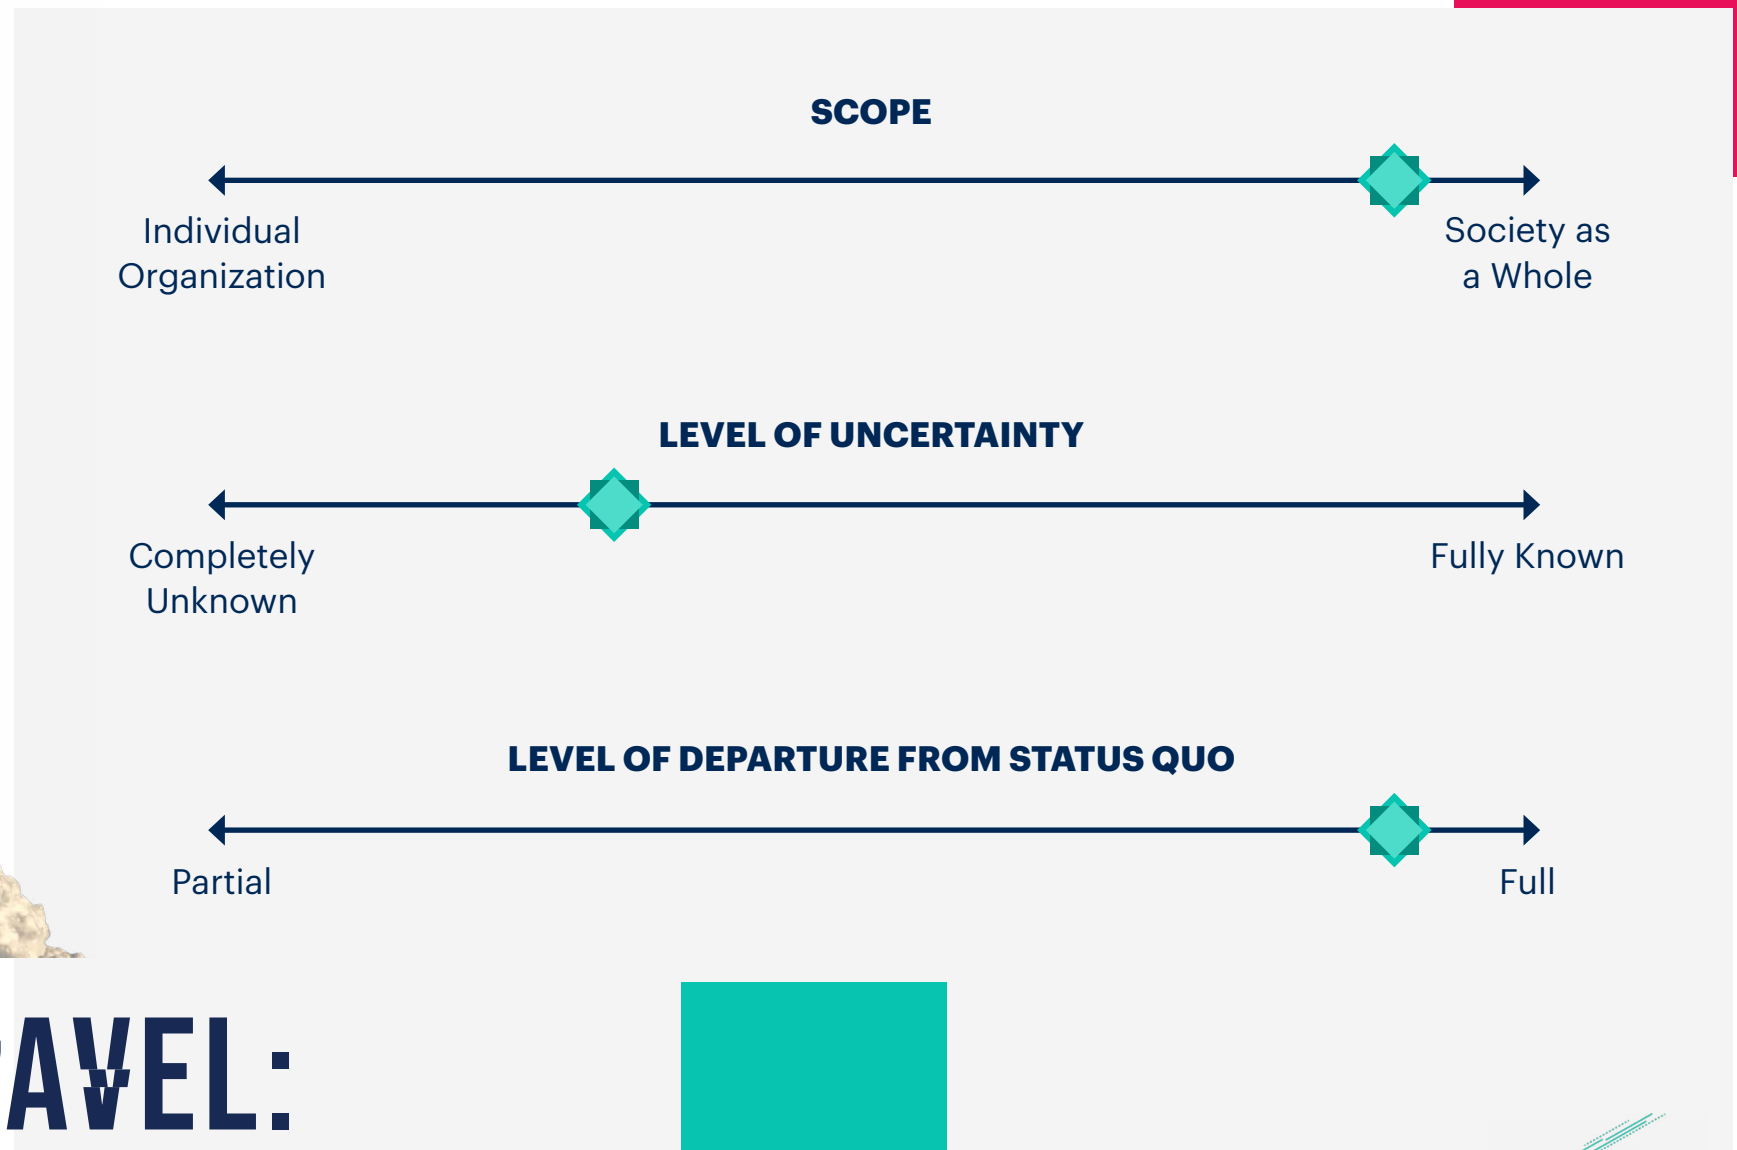 SCOPE
Individual
Organization
Society as
a Whole
LEVEL OF UNCERTAINTY
Completely
Unknown
Fully Known
LEVEL OF DEPARTURE FROM STATUS QUO
Partial
Full
AVEL: